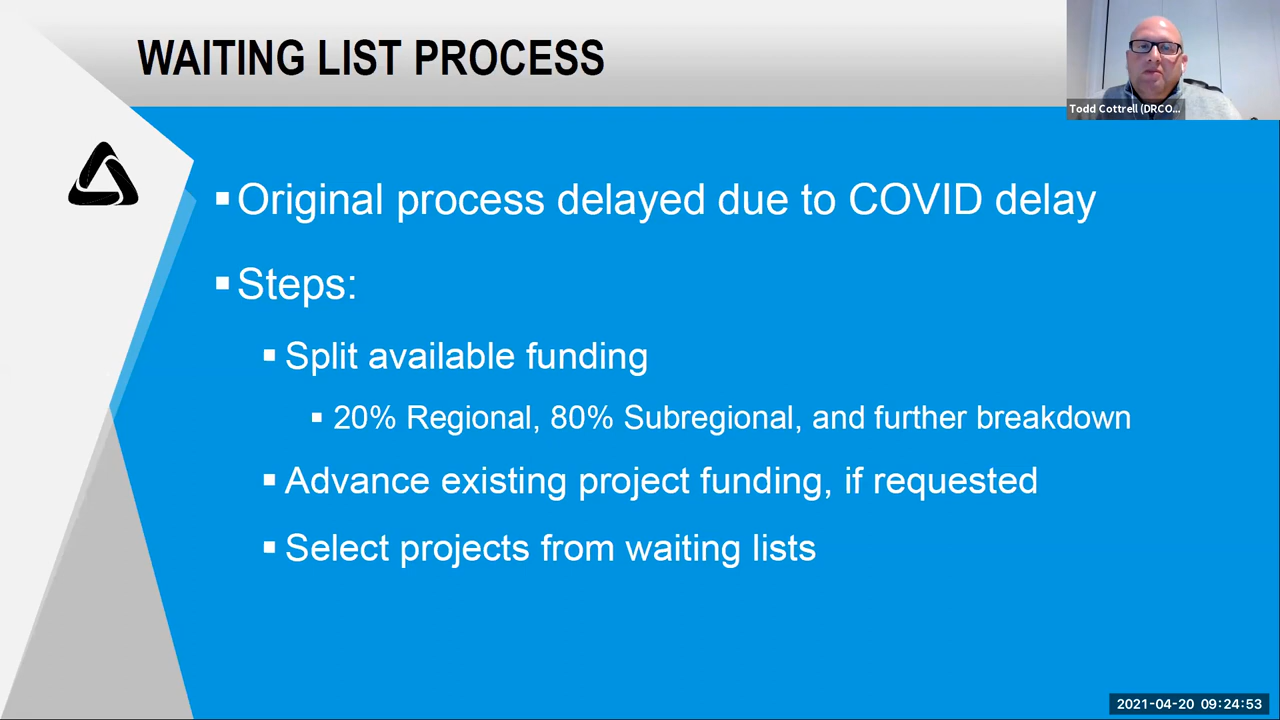 WAITING LIST PROCESS
Todd Cottrell (DRCO...
▪Original process delayed due to COVID delay
▪Steps:
▪Split available funding
▪20% Regional, 80% Subregional, and further breakdown
▪Advance existing project funding, if requested
▪Select projects from waiting lists
2021-04-20 09:24:53